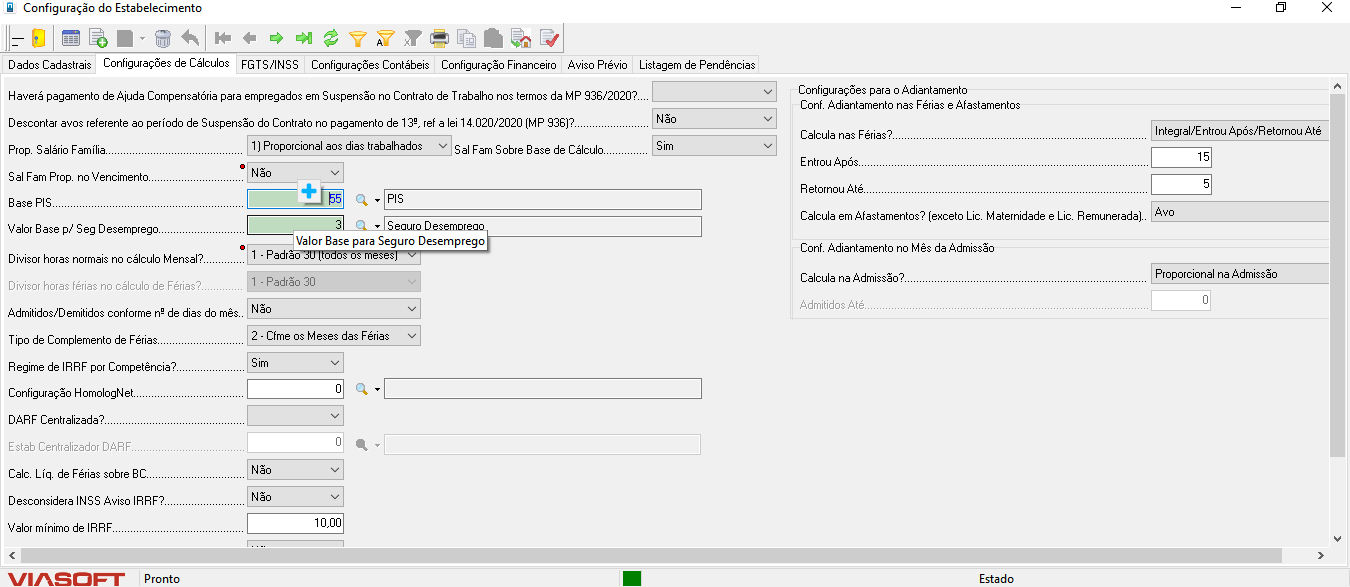 Configuração do Estabelecimento
Dados Cadastrais Configurações de Cálculos FGTS/INSS Configurações Contábeis Configuração Financeiro Aviso Prévio Listagem de Pendências
Haverá pagamento de Ajuda Compensatória para empregados em Suspensão no Contrato de Trabalho nos termos da MP 936/2020?....
Descontar avos referente ao período de Suspensão do Contrato no pagamento de 13º, ref a lei 14.020/2020 (MP 936)?........................ Não
Prop. Salário Família............................................ 1) Proporcional aos dias trabalhados Sal Fam Sobre Base de Cálculo.............. Sim
Sal Fam Prop. no Vencimento............................. Não
Base PIS............................................................ 55 PIS
Valor Base p/ Seg Desemprego.......................... 3 Seguro Desemprego
Valor Base para Seguro Desemprego
Divisor horas normais no cálculo Mensal?............ 1 - Padrão 30 (todos os meses)
Divisor horas férias no cálculo de Férias?............. 1 - Padrão 30
Admitidos/Demitidos conforme nº de dias do mês.. Não
Tipo de Complemento de Férias........................... 2 - Cfme os Meses das Férias
Regime de IRRF por Competência?...................... Sim
Configuração HomologNet.................................. 0
DARF Centralizada?............................................
Estab Centralizador DARF................................... 0
Calc. Líq. de Férias sobre BC............................... Não
Desconsidera INSS Aviso IRRF?......................... Não
Valor mínimo de IRRF......................................... 10,00
Configurações para o Adiantamento
Conf. Adiantamento nas Férias e Afastamentos
Calcula nas Férias?............................................ Integral/Entrou Após/Retornou Até
Entrou Após....................................................... 15
Retornou Até...................................................... 5
Calcula em Afastamentos? (exceto Lic. Maternidade e Lic. Remunerada).. Avo
Conf. Adiantamento no Mês da Admissão
Calcula na Admissão?......................................... Proporcional na Admissão
Admitidos Até..................................................... 0
VIASOFT Pronto Estado